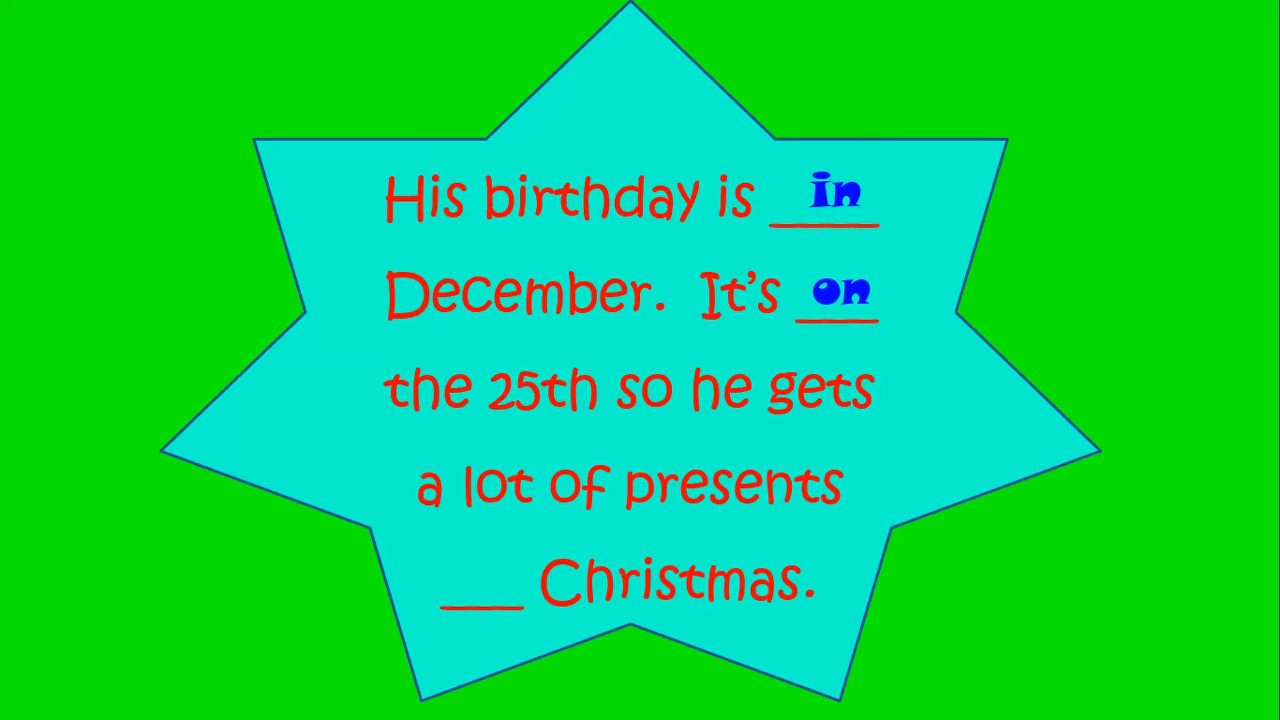 His birthday is in
December. It's on
the 25th so he gets
a lot of presents
___ Christmas.